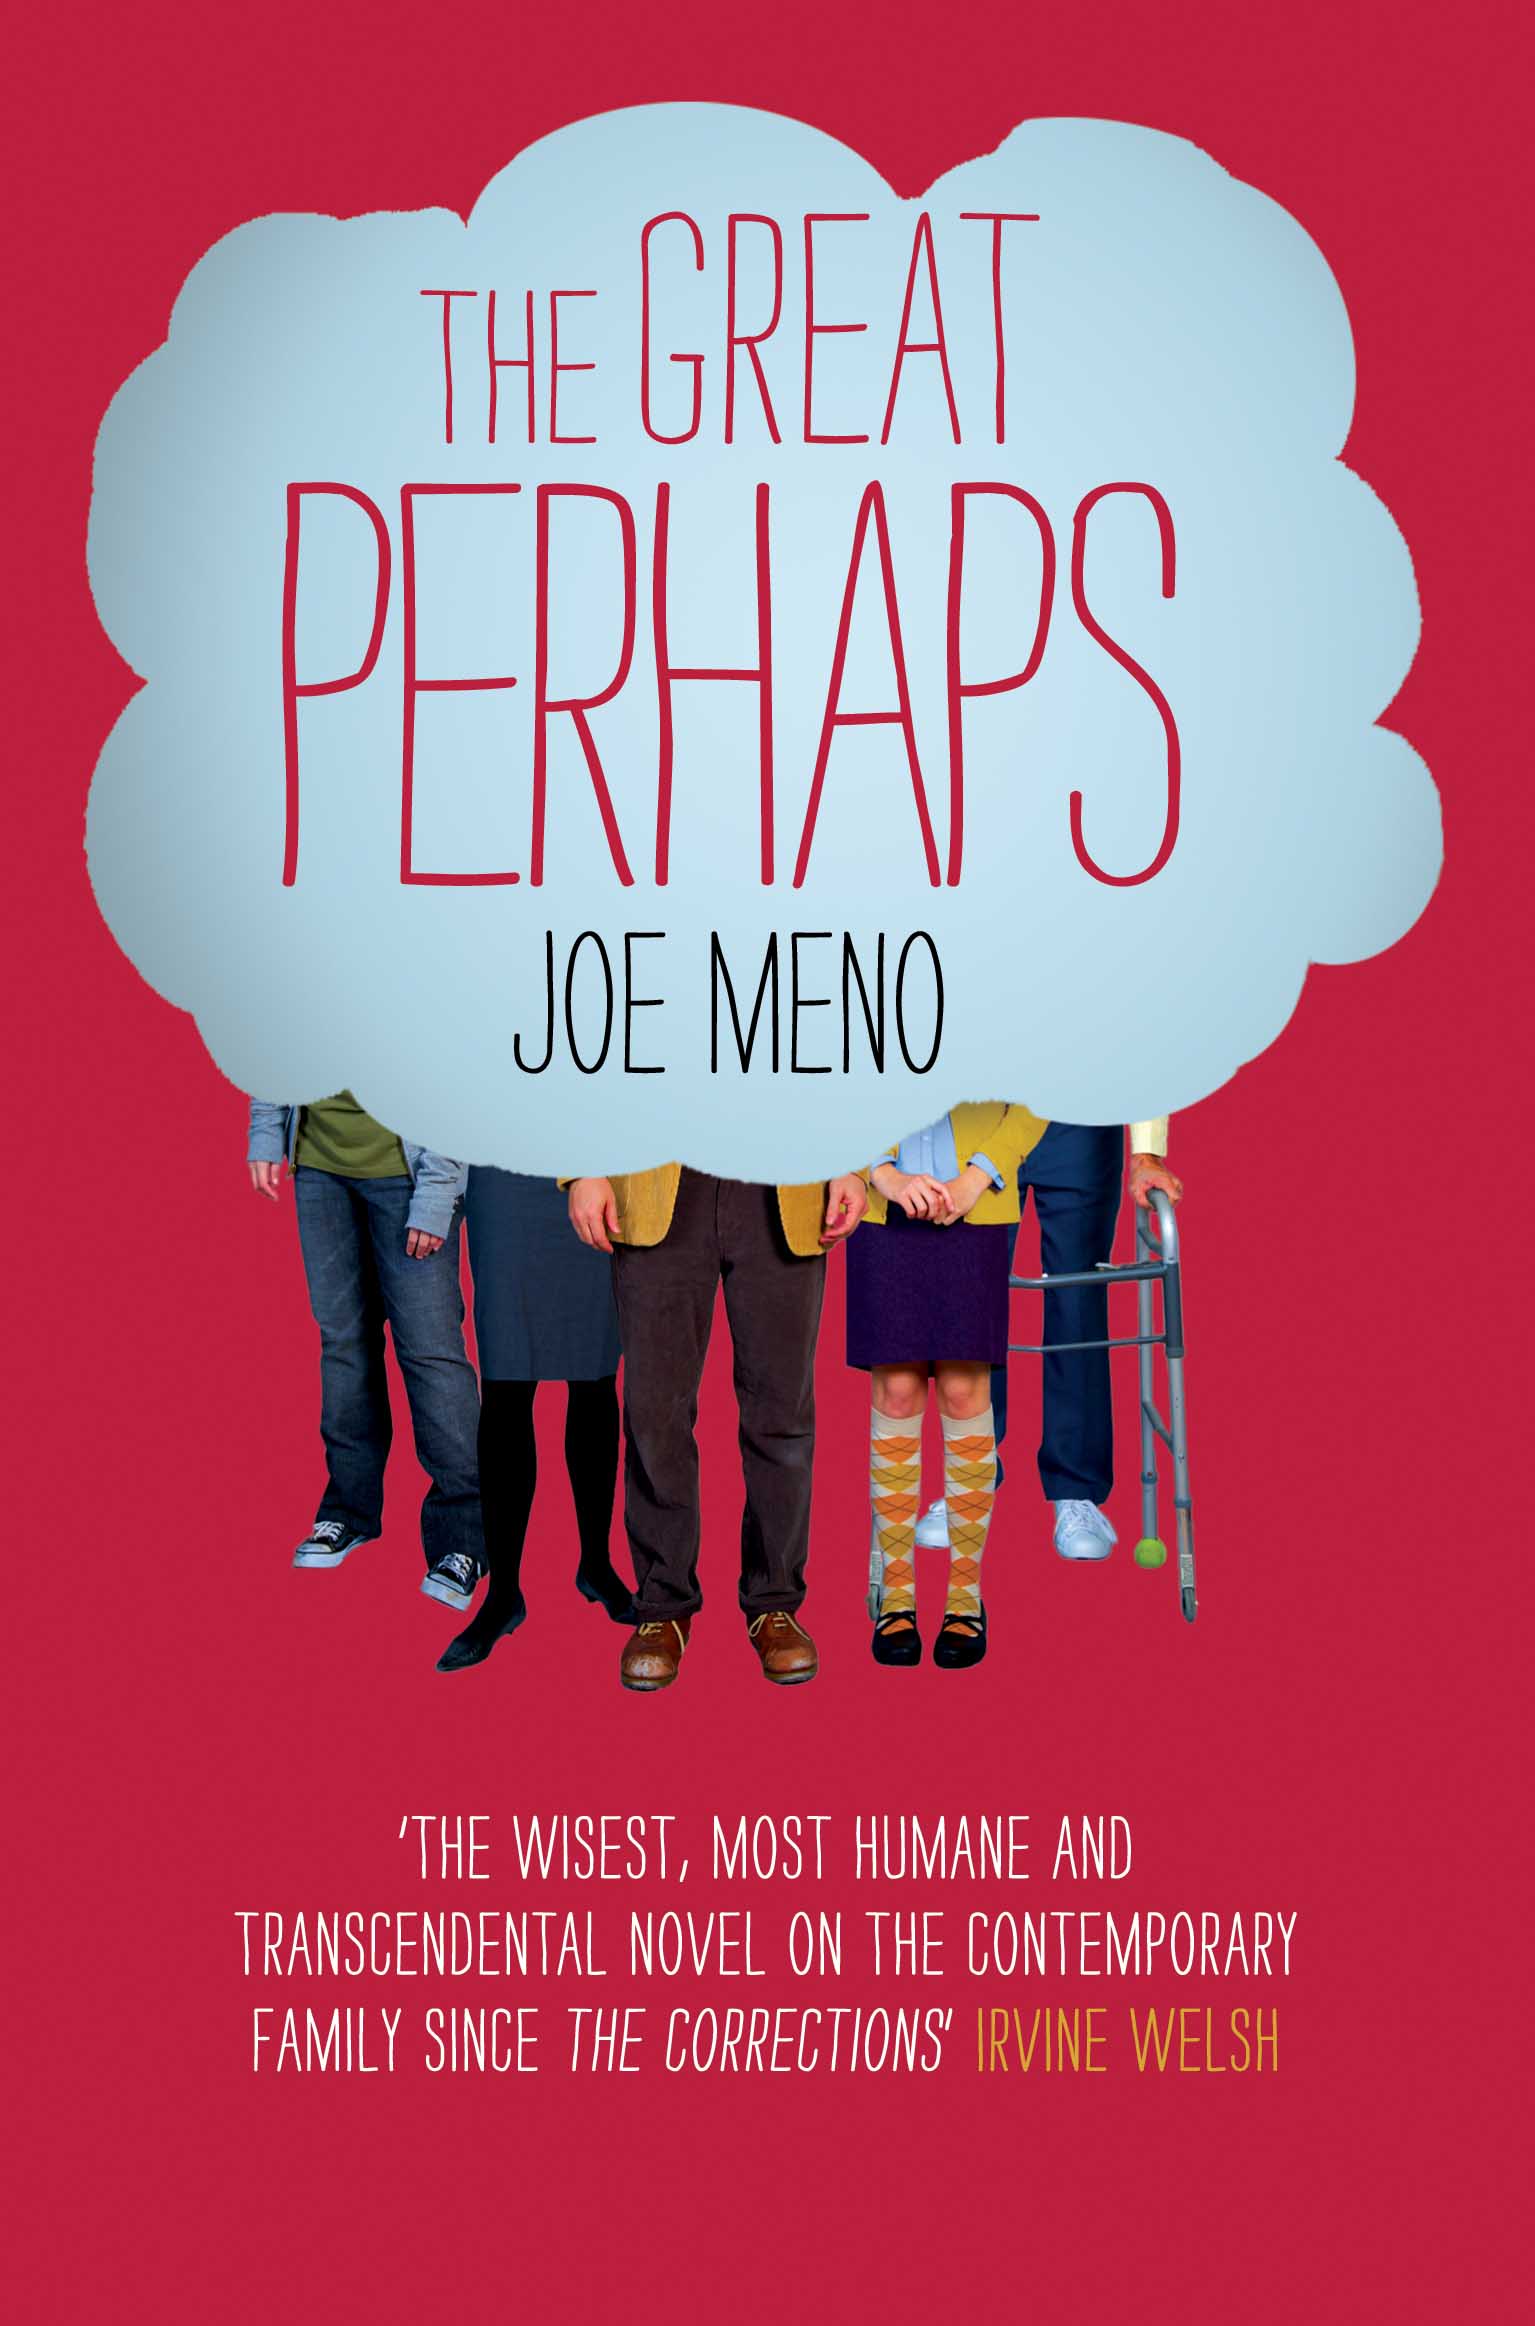 THE GREAT
PERHAPS
JOE MENO
'THE WISEST, MOST HUMANE AND
TRANSCENDENTAL NOVEL ON THE CONTEMPORARY
FAMILY SINCE THE CORRECTIONS' IRVINE WELSH